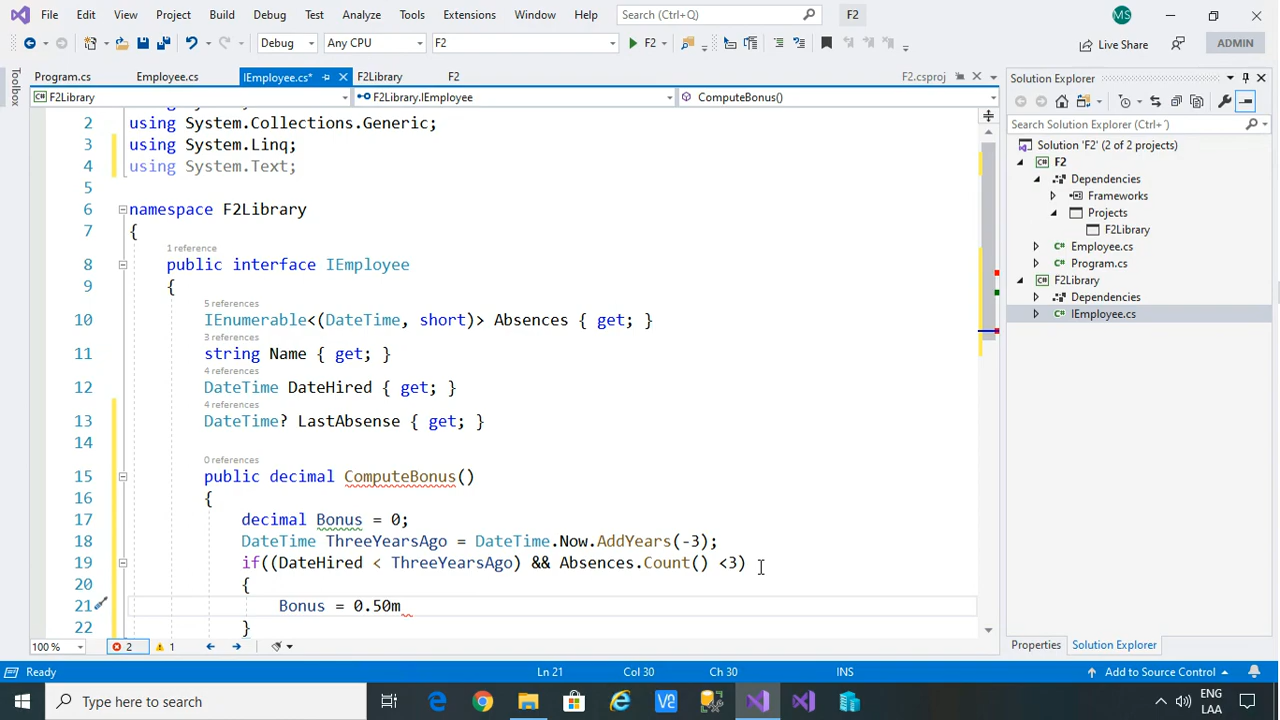 File Edit View Project Build Debug Test Analyze Tools Extensions Window Help Search (Ctrl+Q) F2 MS
Debug Any CPU F2 F2 Live Share ADMIN
Toolbox
Program.cs Employee.cs IEmployee.cs* F2Library F2 F2.csproj
F2Library F2Library.IEmployee ComputeBonus()
2 using System.Collections.Generic;
3 using System.Linq;
4 using System.Text;
5
6 namespace F2Library
7 {
1 reference
8 public interface IEmployee
9 {
5 references
10 IEnumerable<(DateTime, short)> Absences { get; }
3 references
11 string Name { get; }
4 references
12 DateTime DateHired { get; }
4 references
13 DateTime? LastAbsense { get; }
14
0 references
15 public decimal ComputeBonus()
16 {
17 decimal Bonus = 0;
18 DateTime ThreeYearsAgo = DateTime.Now.AddYears(-3);
19 if((DateHired < ThreeYearsAgo) && Absences.Count() <3)
20 {
21 Bonus = 0.50m
22 }
100 % 2 1
Solution Explorer
Search Solution Explorer (Ctrl+´)
Solution 'F2' (2 of 2 projects)
F2
Dependencies
Frameworks
Projects
F2Library
Employee.cs
Program.cs
F2Library
Dependencies
IEmployee.cs
Properties Solution Explorer
Ready Ln 21 Col 30 Ch 30 INS Add to Source Control
Type here to search ENG
LAA